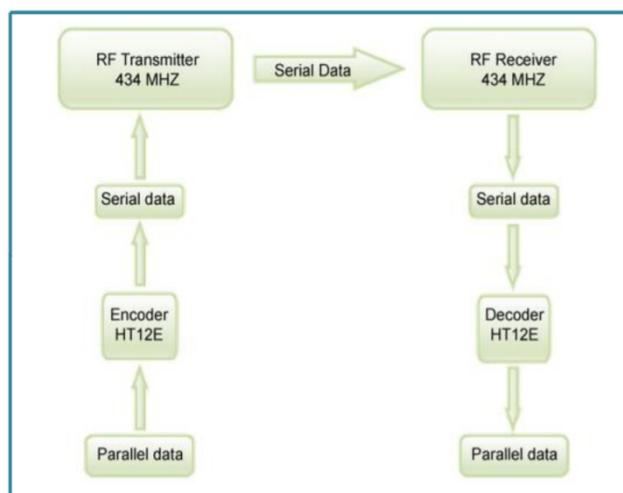 RF Transmitter
434 MHZ
Serial Data
RF Receiver
434 MHZ
Serial data
Serial data
Encoder
HT12E
Decoder
HT12E
Parallel data
Parallel data